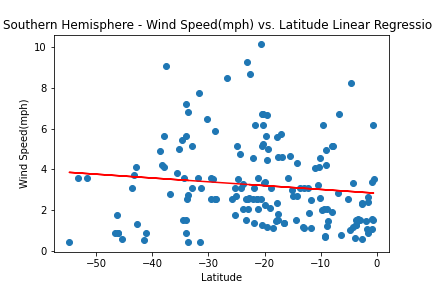 Southern Hemisphere - Wind Speed(mph) vs. Latitude Linear Regressio
10
8
6
4
2
0
Wind Speed(mph)
−50 −40 −30 −20 −10 0
Latitude